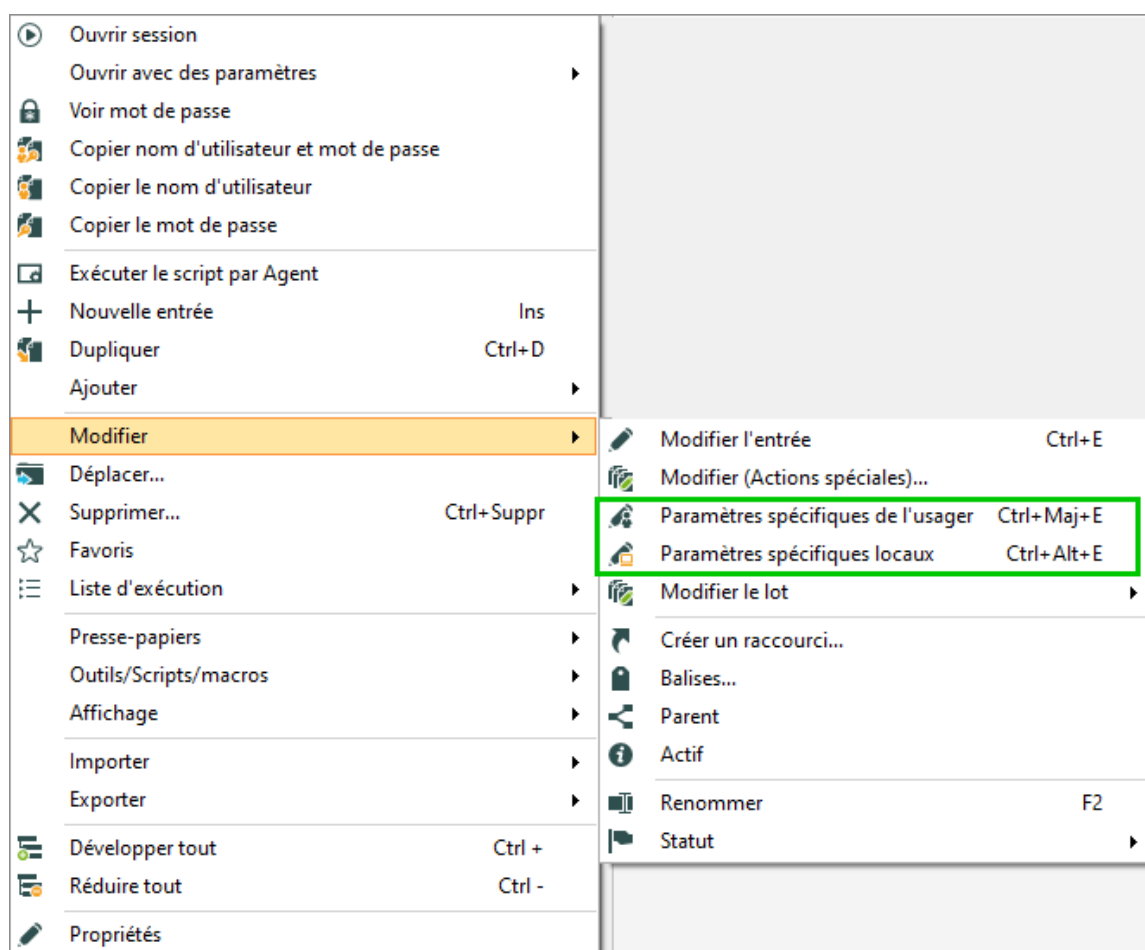 Ouvrir session
Ouvrir avec des paramètres
Voir mot de passe
Copier nom d'utilisateur et mot de passe
Copier le nom d'utilisateur
Copier le mot de passe
Exécuter le script par Agent
Nouvelle entrée Ins
Dupliquer Ctrl+D
Ajouter
Modifier
Déplacer...
Supprimer... Ctrl+Suppr
Favoris
Liste d'exécution
Presse-papiers
Outils/Scripts/macros
Affichage
Importer
Exporter
Développer tout Ctrl +
Réduire tout Ctrl -
Propriétés
Modifier l'entrée Ctrl+E
Modifier (Actions spéciales)...
Paramètres spécifiques de l'usager Ctrl+Maj+E
Paramètres spécifiques locaux Ctrl+Alt+E
Modifier le lot
Créer un raccourci...
Balises...
Parent
Actif
Renommer F2
Statut